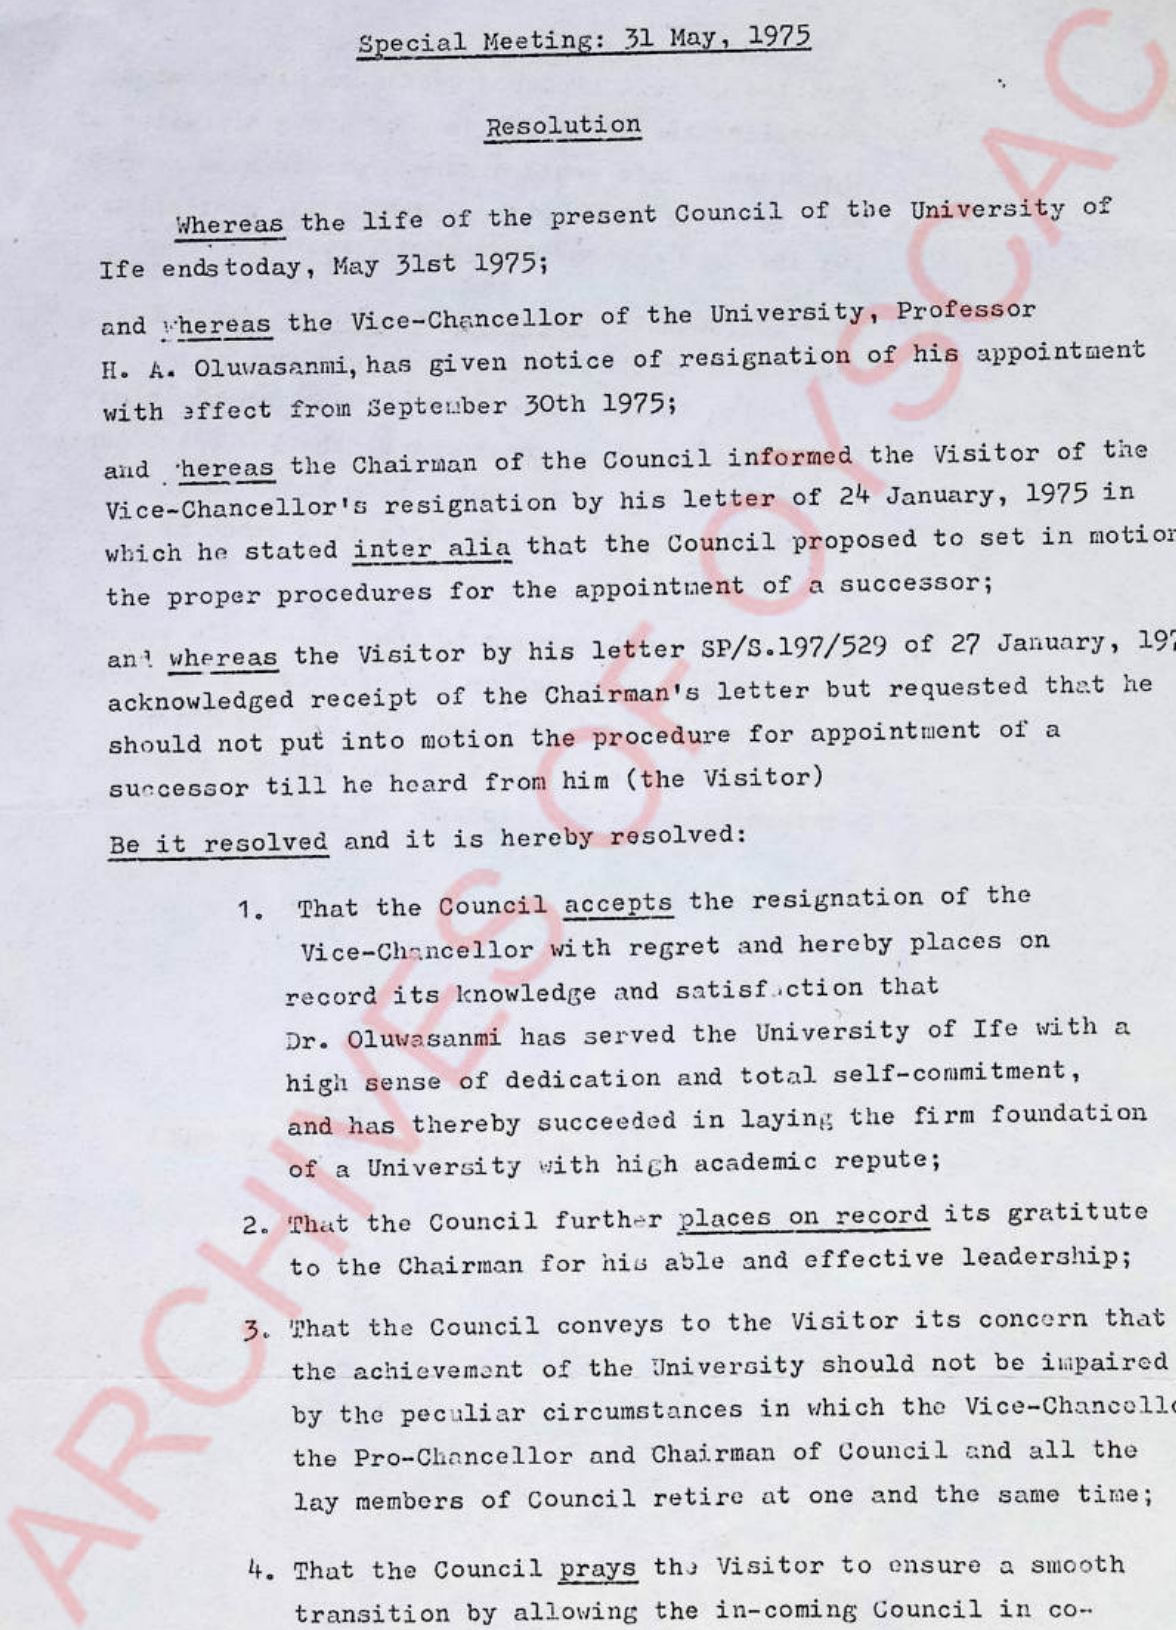 Special Meeting: 31 May, 1975
Resolution
Whereas the life of the present Council of the University of
Ife ends today, May 31st 1975;
and whereas the Vice-Chancellor of the University, Professor
H. A. Oluwasanmi, has given notice of resignation of his appointment
with effect from September 30th 1975;
and whereas the Chairman of the Council informed the Visitor of the
Vice-Chancellor's resignation by his letter of 24 January, 1975 in
which he stated inter alia that the Council proposed to set in motion
the proper procedures for the appointment of a successor;
and whereas the Visitor by his letter SP/S.197/529 of 27 January, 197
acknowledged receipt of the Chairman's letter but requested that he
should not put into motion the procedure for appointment of a
successor till he heard from him (the Visitor)
Be it resolved and it is hereby resolved:
1. That the Council accepts the resignation of the
Vice-Chancellor with regret and hereby places on
record its knowledge and satisfaction that
Dr. Oluwasanmi has served the University of Ife with a
high sense of dedication and total self-commitment,
and has thereby succeeded in laying the firm foundation
of a University with high academic repute;
2. That the Council further places on record its gratitute
to the Chairman for his able and effective leadership;
3. That the Council conveys to the Visitor its concern that
the achievement of the University should not be impaired
by the peculiar circumstances in which the Vice-Chancello
the Pro-Chancellor and Chairman of Council and all the
lay members of Council retire at one and the same time;
4. That the Council prays the Visitor to ensure a smooth
transition by allowing the in-coming Council in co-
ARCHIVES OF OYSCAC